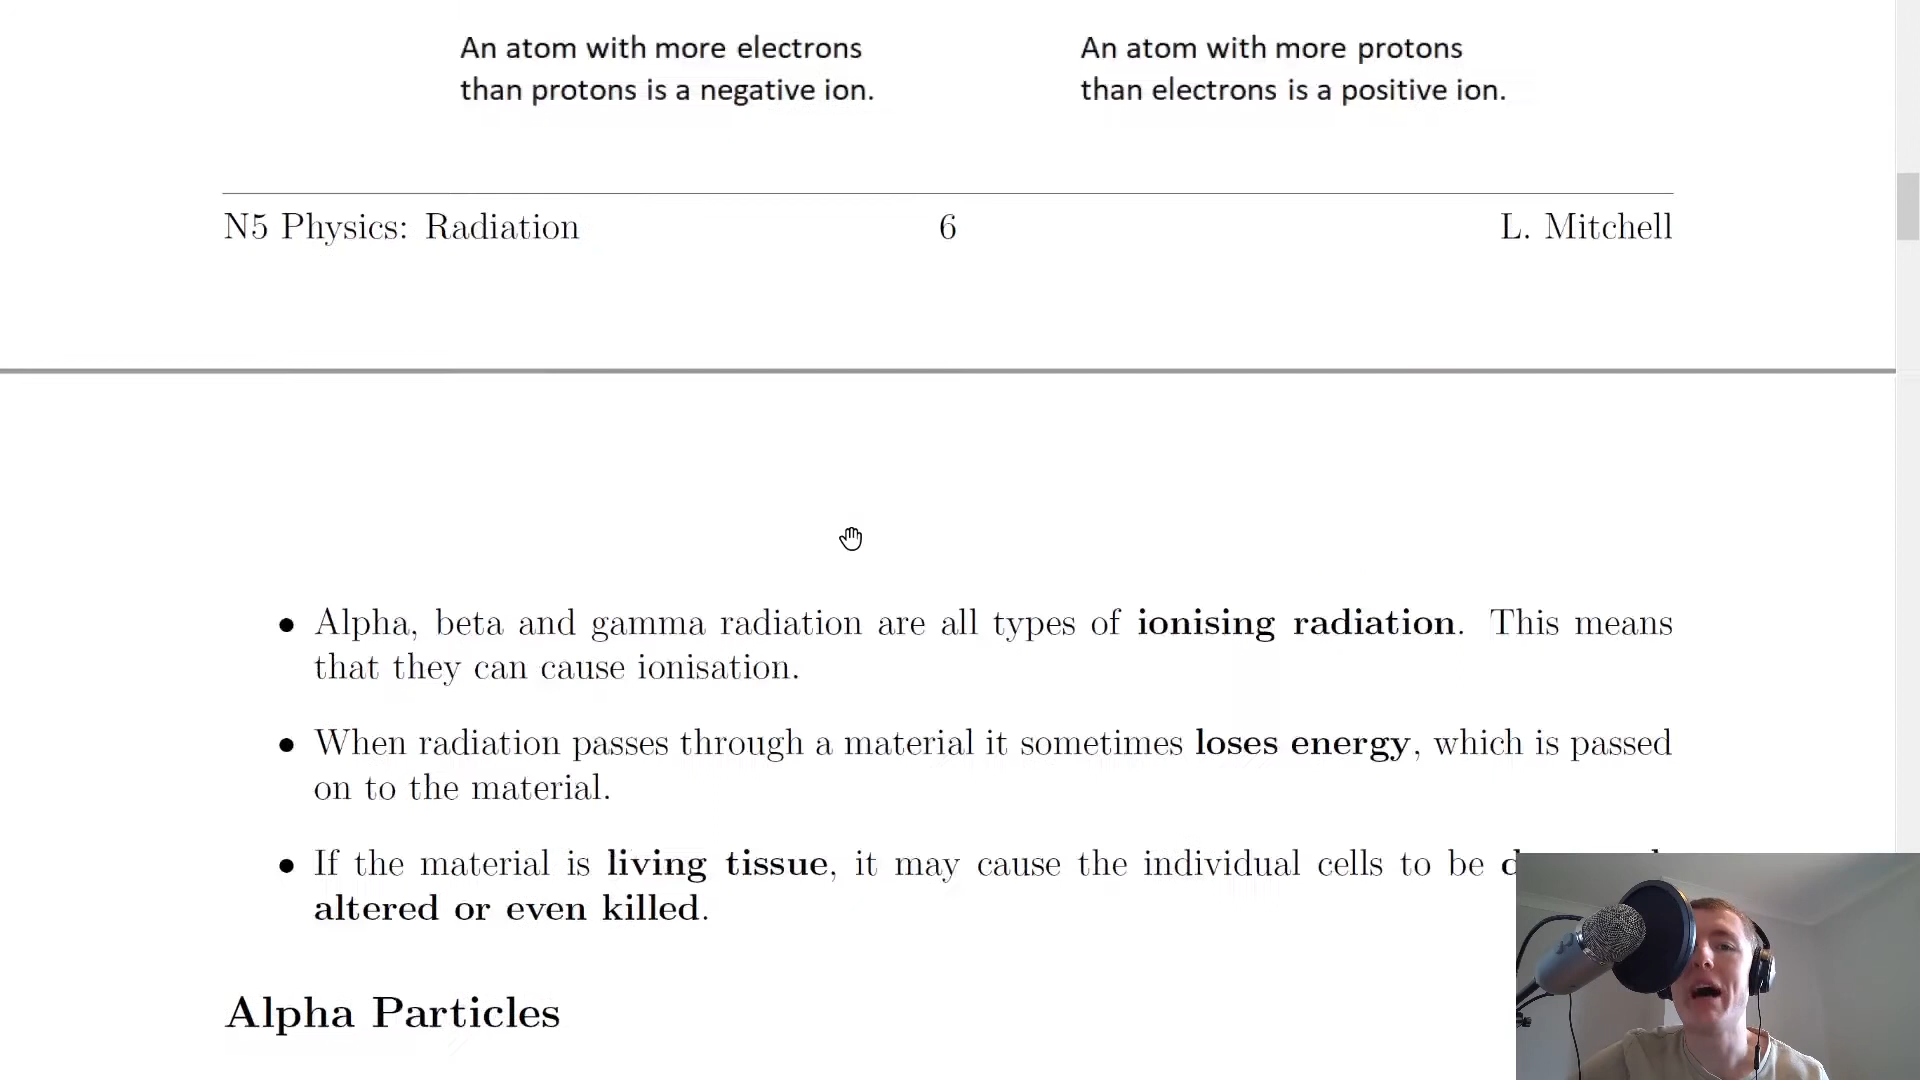 An atom with more electrons
than protons is a negative ion.
An atom with more protons
than electrons is a positive ion.
N5 Physics: Radiation 6 L. Mitchell
• Alpha, beta and gamma radiation are all types of ionising radiation. This means
that they can cause ionisation.
• When radiation passes through a material it sometimes loses energy, which is passed
on to the material.
• If the material is living tissue, it may cause the individual cells to be
altered or even killed.
Alpha Particles